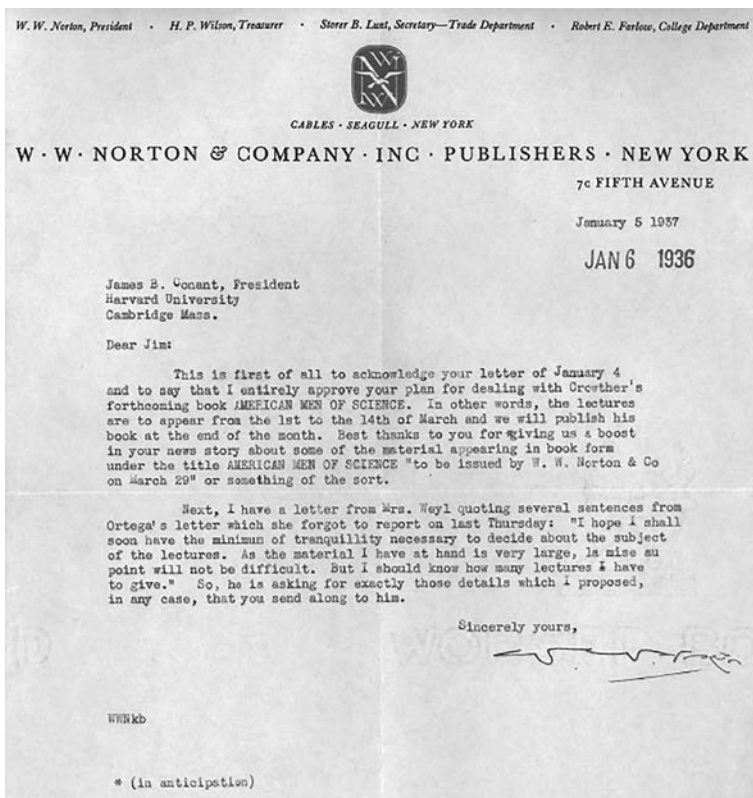 W. W. Norton, President · H. P. Wilson, Treasurer · Storer B. Lunt, Secretary—Trade Department · Robert E. Farlow, College Department
CABLES · SEAGULL · NEW YORK
W · W · NORTON & COMPANY · INC · PUBLISHERS · NEW YORK
70 FIFTH AVENUE
January 5 1937
JAN 6 1936
James B. Conant, President
Harvard University
Cambridge Mass.
Dear Jim:
This is first of all to acknowledge your letter of January 4
and to say that I entirely approve your plan for dealing with Crowther's
forthcoming book AMERICAN MEN OF SCIENCE. In other words, the lectures
are to appear from the 1st to the 14th of March and we will publish his
book at the end of the month. Best thanks to you for *giving us a boost
in your news story about some of the material appearing in book form
under the title AMERICAN MEN OF SCIENCE "to be issued by W. W. Norton & Co
on March 29" or something of the sort.
Next, I have a letter from Mrs. Weyl quoting several sentences from
Ortega's letter which she forgot to report on last Thursday: "I hope I shall
soon have the minimum of tranquillity necessary to decide about the subject
of the lectures. As the material I have at hand is very large, la mise au
point will not be difficult. But I should know how many lectures I have
to give." So, he is asking for exactly those details which I proposed,
in any case, that you send along to him.
Sincerely yours,
WWNkb
* (in anticipation)